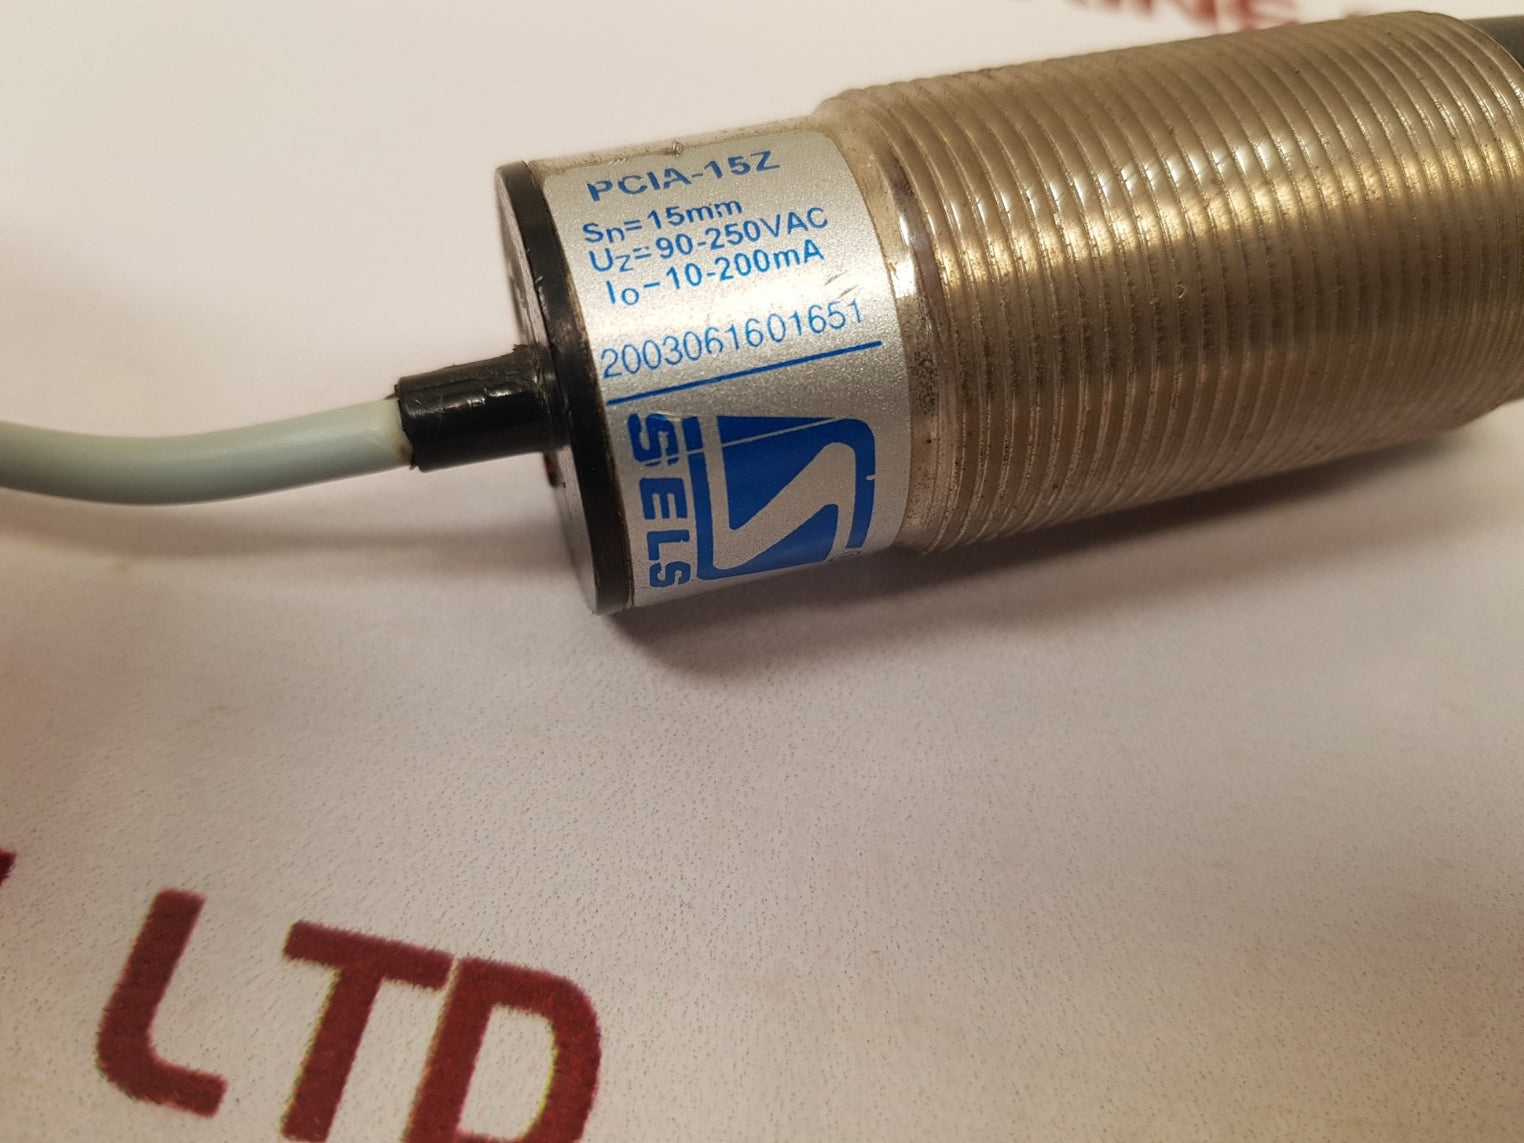 PCIA-15Z
Sn=15mm
Uz=90-250VAC
Io-10-200mA
2003061601651
SELS
LTD